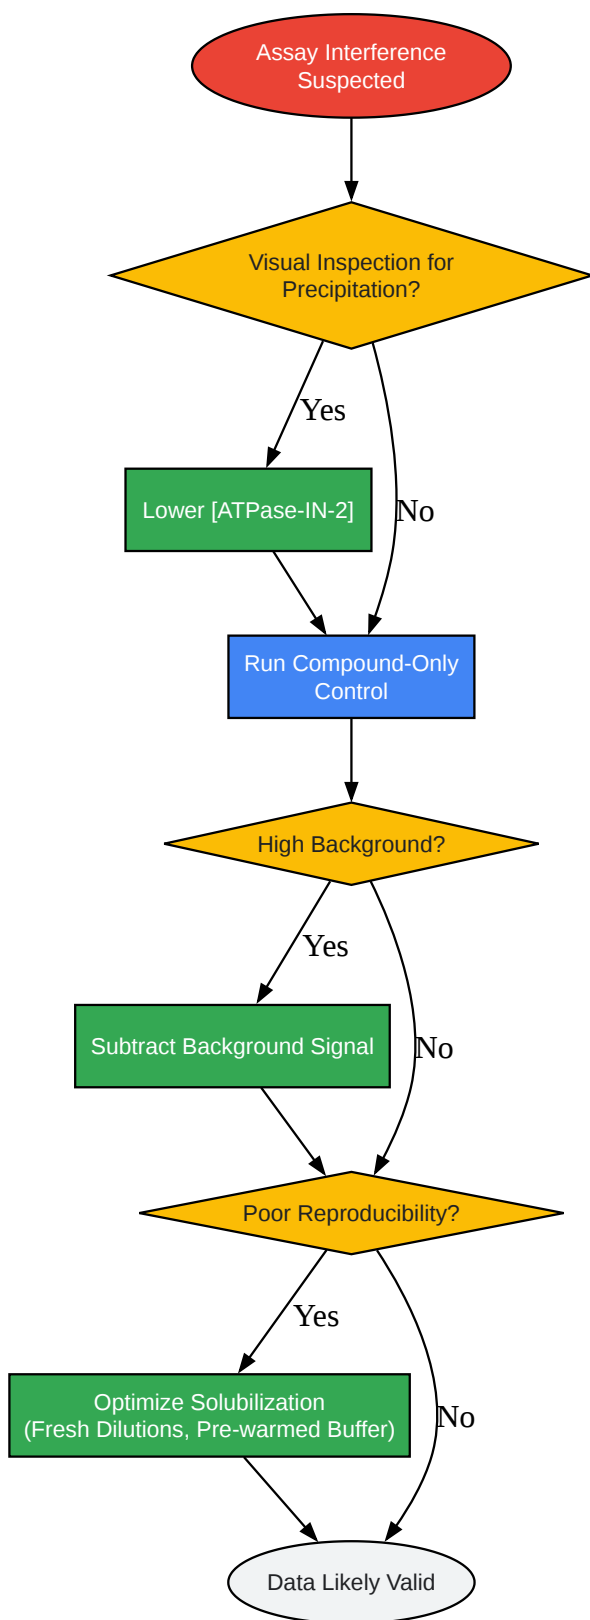 Assay Interference
Suspected
Visual Inspection for
Precipitation?
Yes
Lower [ATPase-IN-2]
No
Run Compound-Only
Control
High Background?
Yes
Subtract Background Signal
No
Poor Reproducibility?
Yes
Optimize Solubilization
(Fresh Dilutions, Pre-warmed Buffer)
No
Data Likely Valid